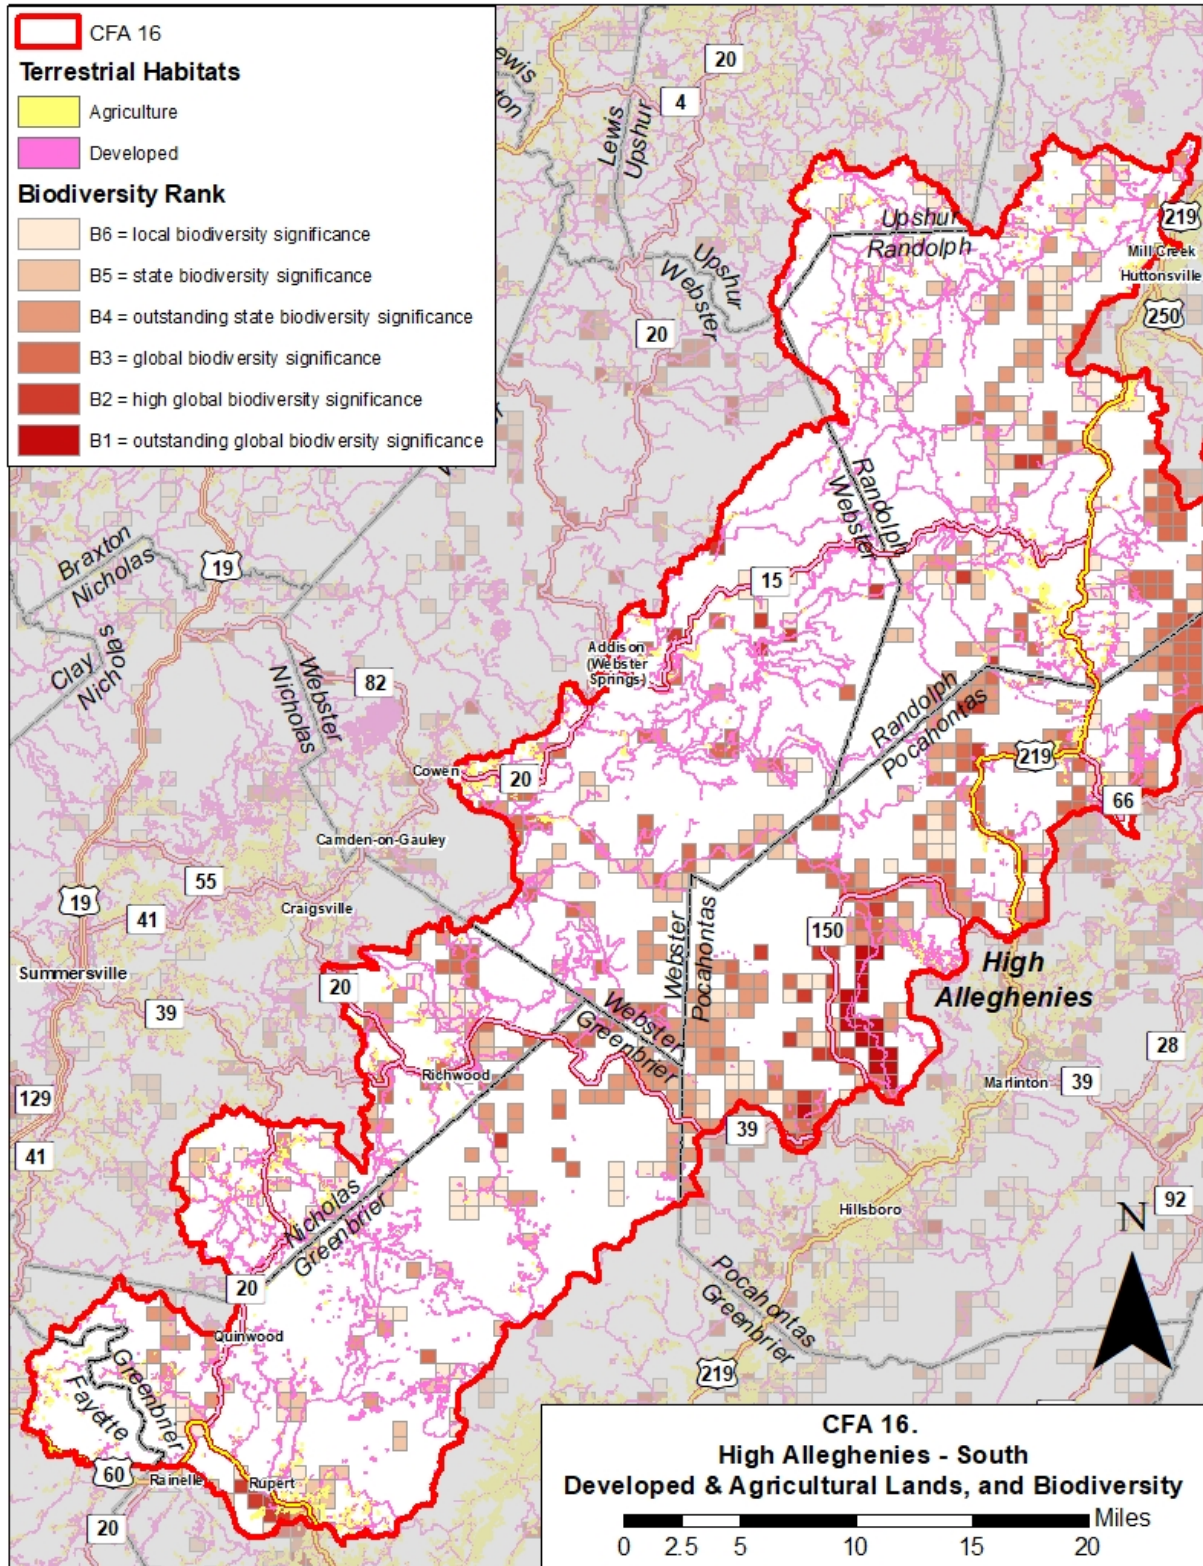 CFA 16
Terrestrial Habitats
Agriculture
Developed
Biodiversity Rank
B6 = local biodiversity significance
B5 = state biodiversity significance
B4 = outstanding state biodiversity significance
B3 = global biodiversity significance
B2 = high global biodiversity significance
B1 = outstanding global biodiversity significance
20
4
Lewis
Upshur
Upshur
Randolph
219
Mill Creek
Huttonsville
250
Upshur
Webster
20
Randolph
Webster
Braxton
Nicholas
19
15
Clay
Nicholas
Webster
Nicholas
82
Addison
(Webster
Springs)
Randolph
Pocahontas
Cowen
20
219
66
Camden-on-Gauley
55
19
41
Craigsville
Webster
Pocahontas
150
High
Alleghenies
Summersville
20
39
Webster
Greenbrier
28
Richwood
Marlinton
39
129
39
41
Nicholas
Greenbrier
Hillsboro
92
N
20
Pocahontas
Greenbrier
Quinwood
Greenbrier
Fayette
219
60
Rainelle
Rupert
20
CFA 16.
High Alleghenies - South
Developed & Agricultural Lands, and Biodiversity
Miles
0 2.5 5 10 15 20